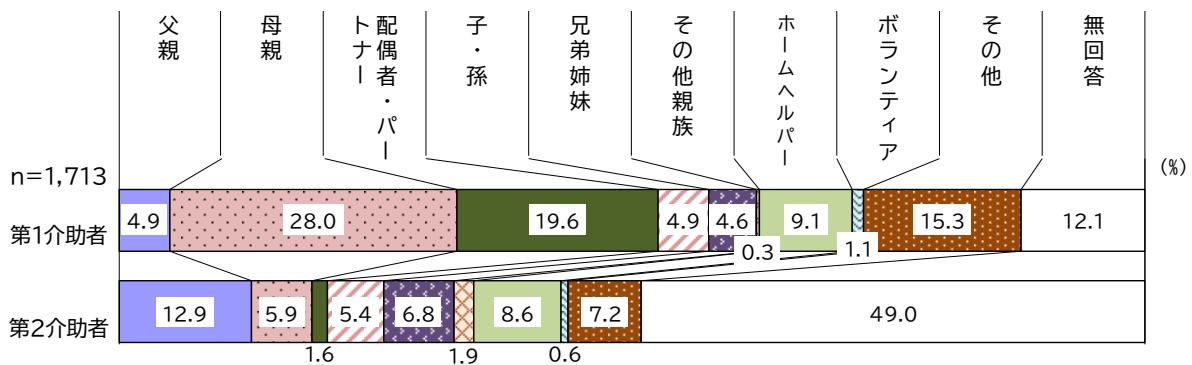 父親
母親
配偶者・パートナー
子・孫
兄弟姉妹
その他親族
ホームヘルパー
ボランティア
その他
無回答
(%)
n=1,713
第1介助者
4.9
28.0
19.6
4.9
4.6
0.3
9.1
1.1
15.3
12.1
第2介助者
12.9
5.9
1.6
5.4
6.8
1.9
8.6
0.6
7.2
49.0